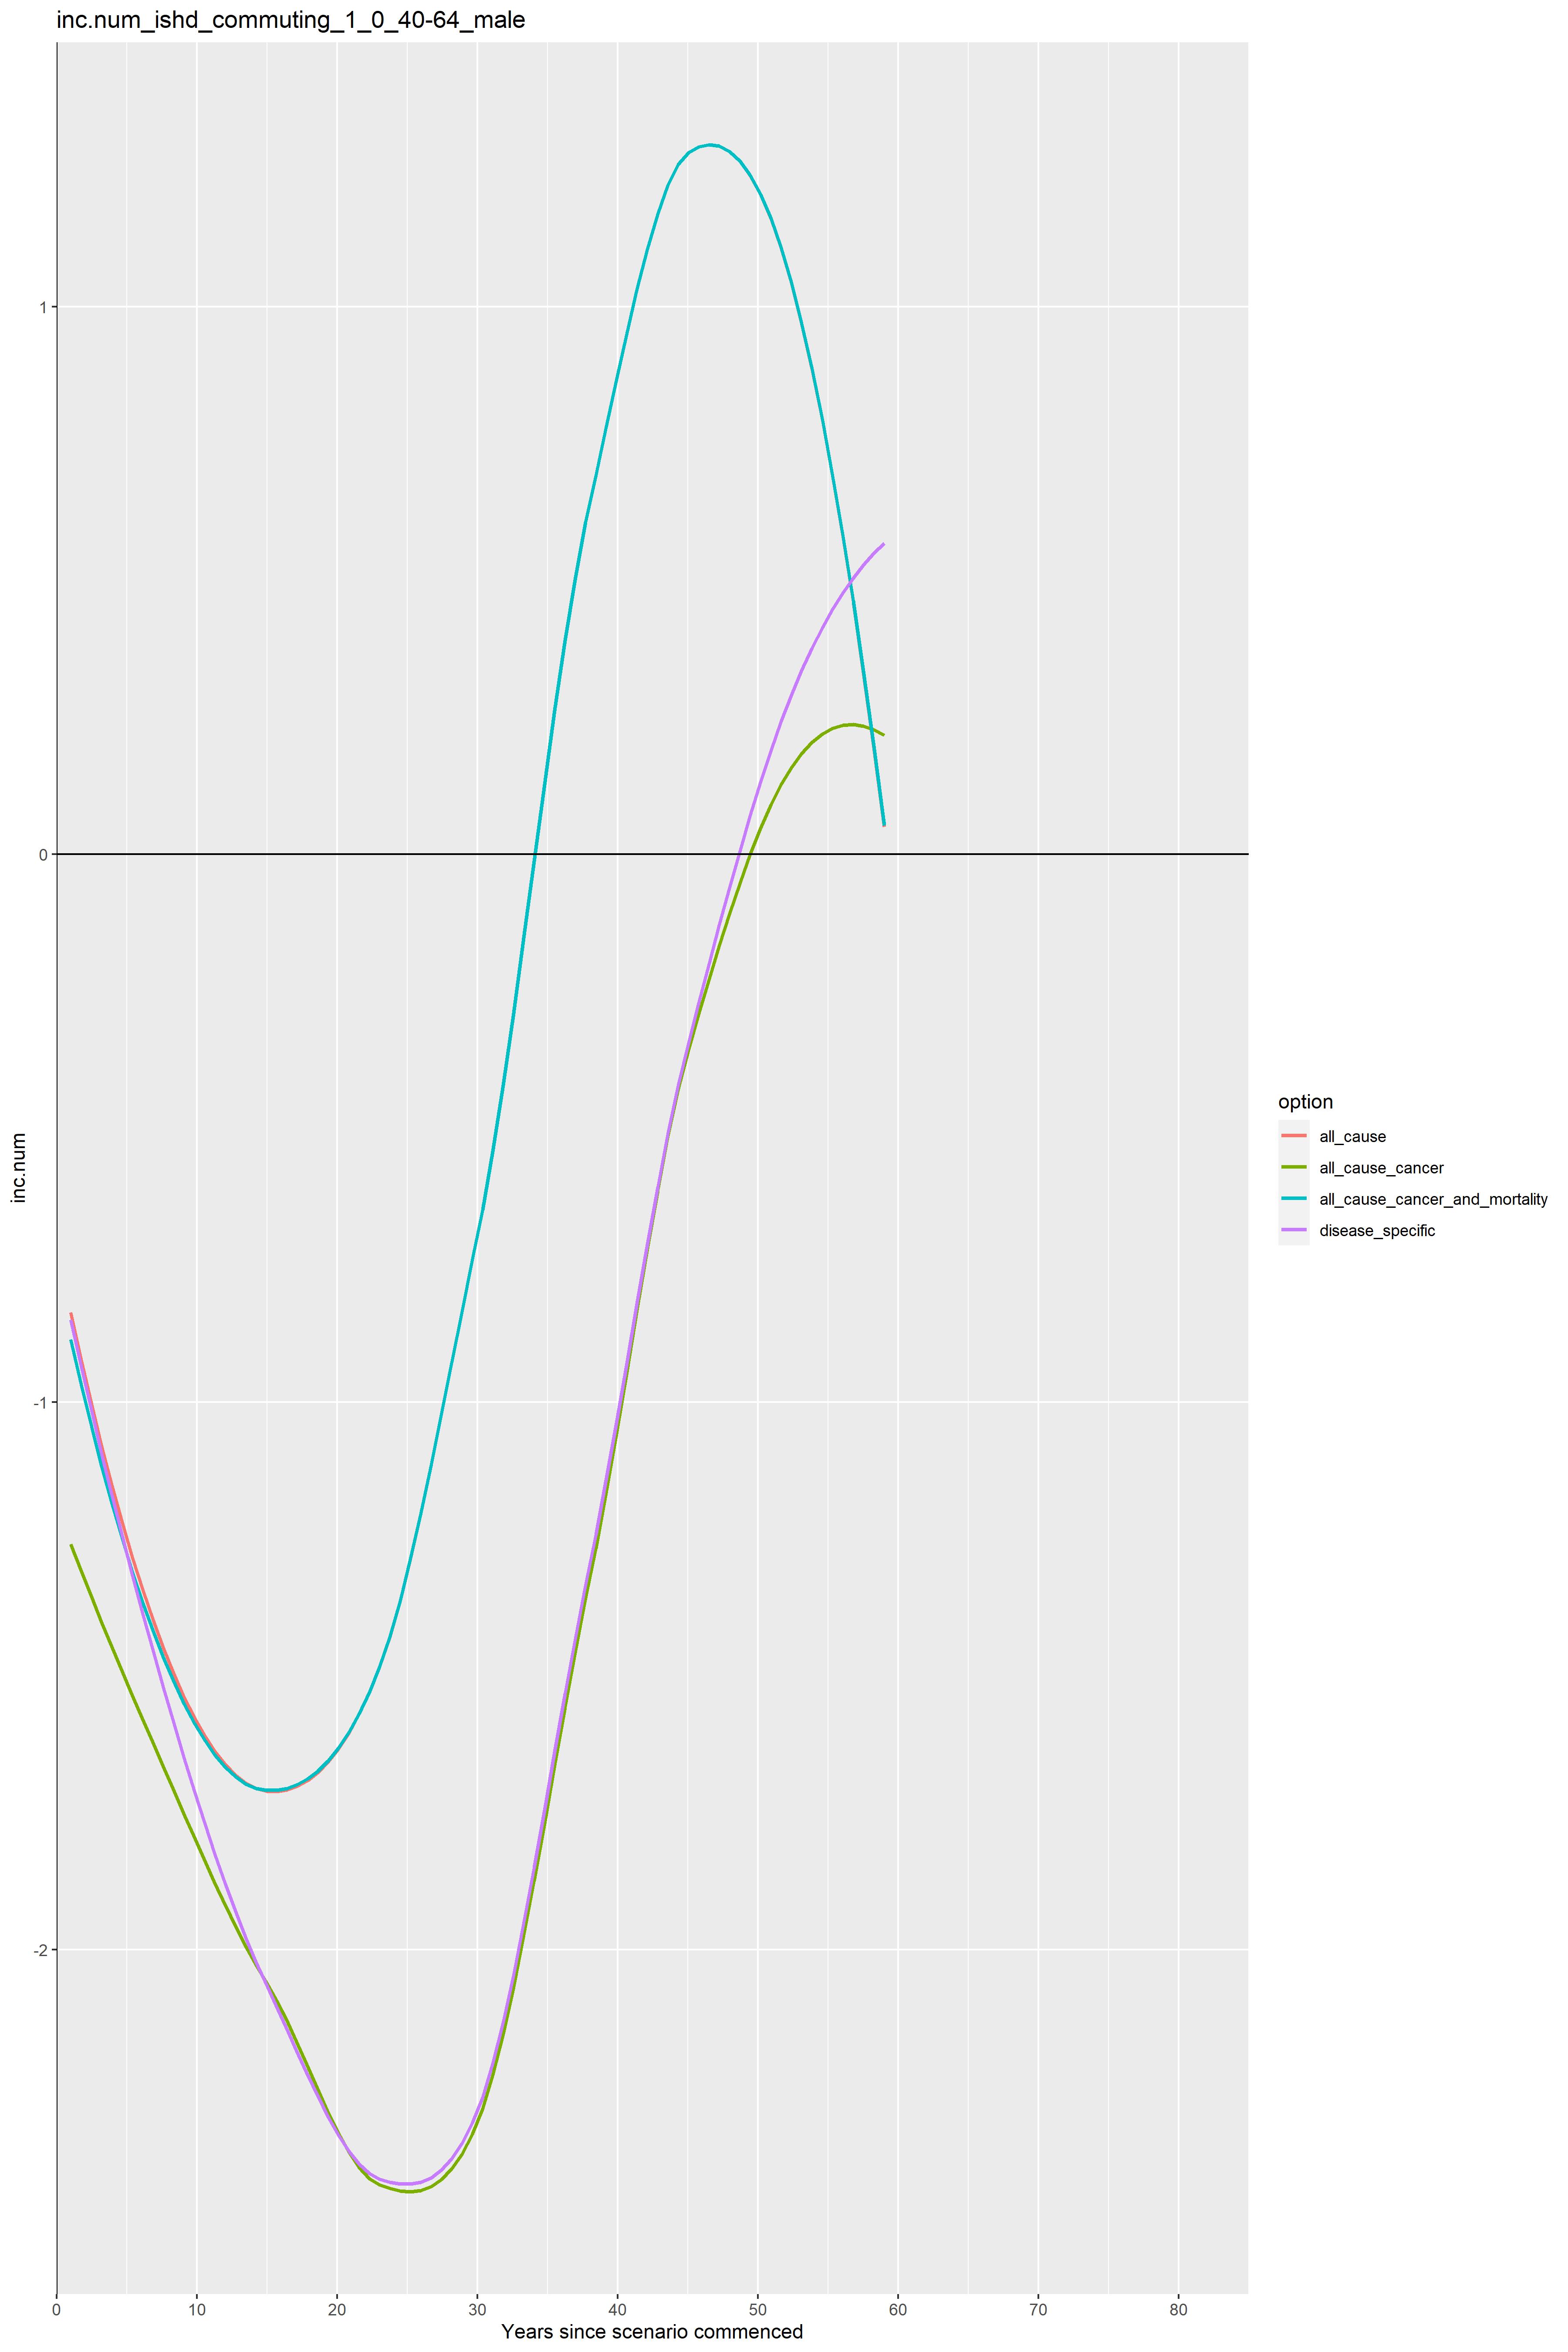 inc.num_ishd_commuting_1_0_40-64_male
inc.num
1
0
-1
-2
0 10 20 30 40 50 60 70 80
Years since scenario commenced
option
all_cause
all_cause_cancer
all_cause_cancer_and_mortality
disease_specific